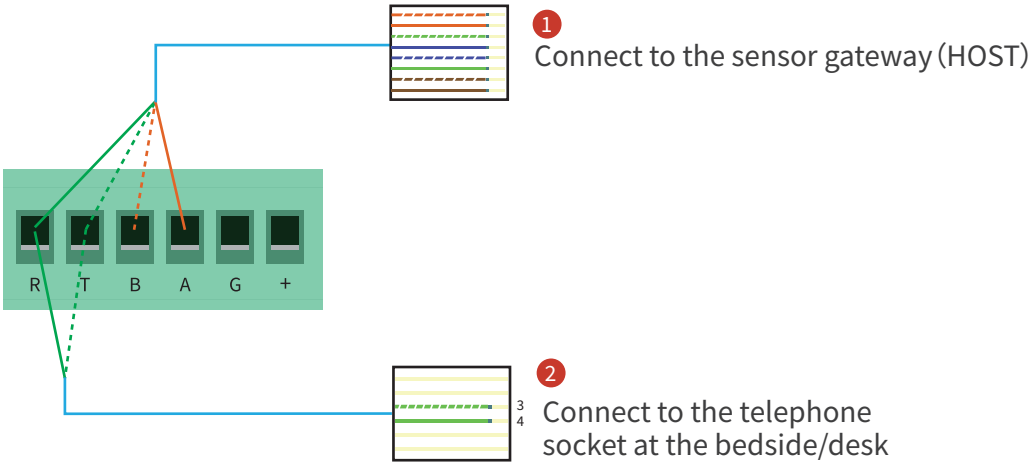 1
Connect to the sensor gateway (HOST)
R T B A G +
2
3
4
Connect to the telephone
socket at the bedside/desk